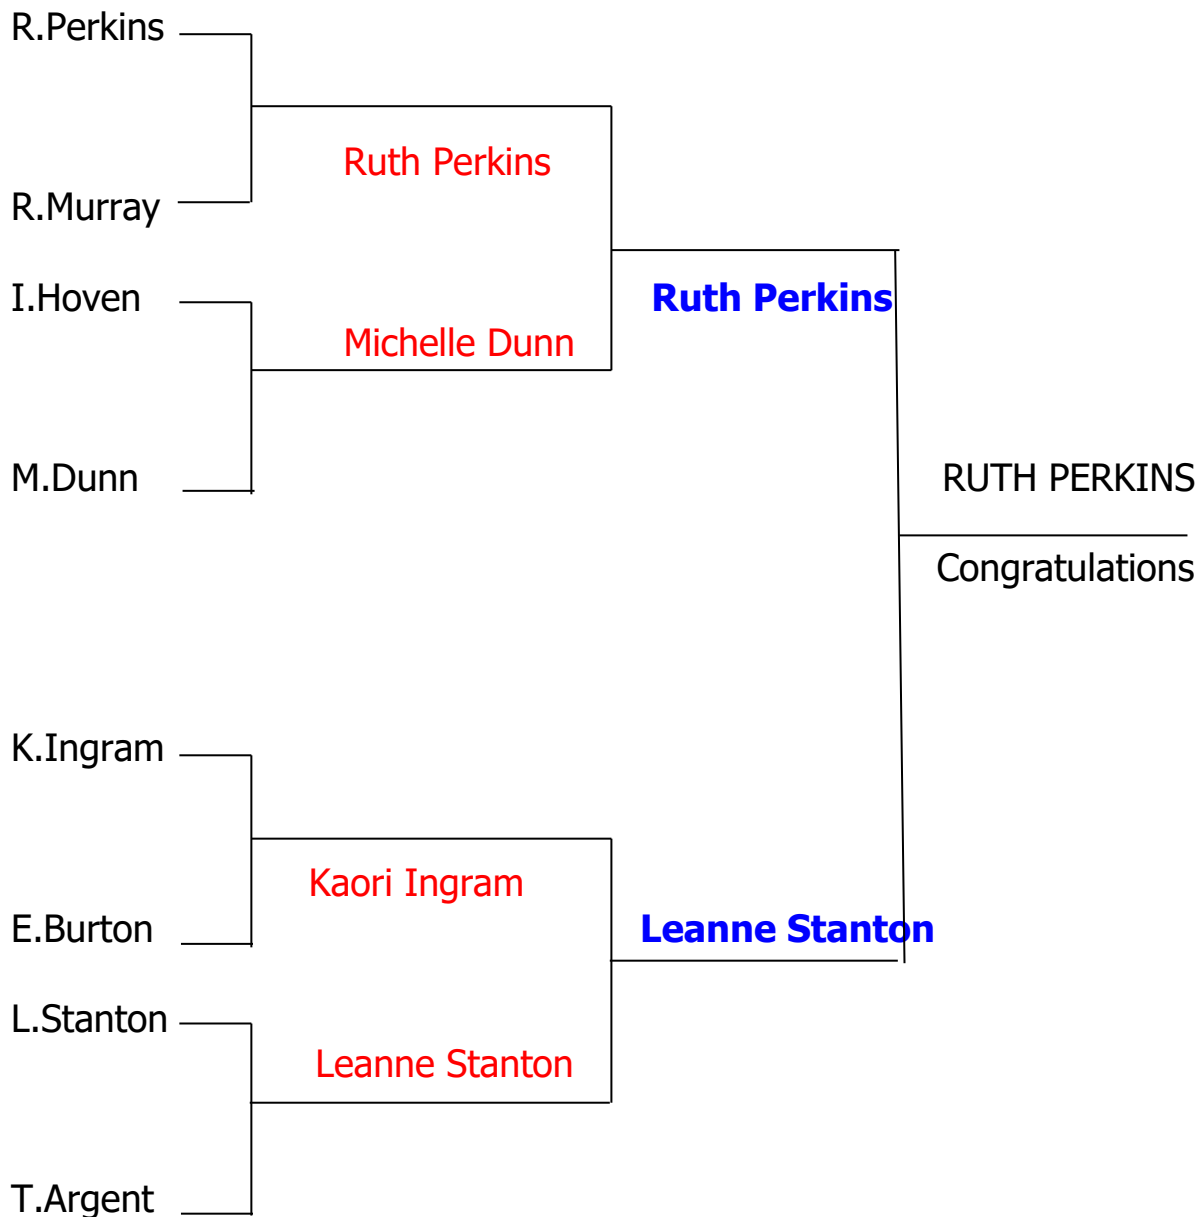 R.Perkins
Ruth Perkins
R.Murray
I.Hoven
Ruth Perkins
Michelle Dunn
M.Dunn
RUTH PERKINS
Congratulations
K.Ingram
Kaori Ingram
E.Burton
Leanne Stanton
L.Stanton
Leanne Stanton
T.Argent